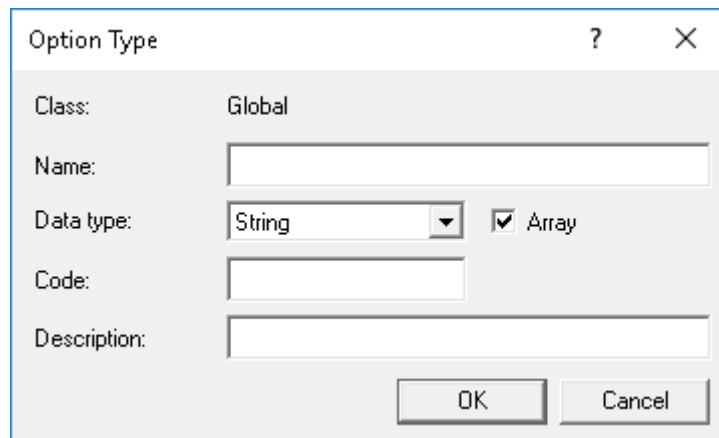 Option Type ?
Class: Global
Name:
Data type: String Array
Code:
Description:
OK Cancel